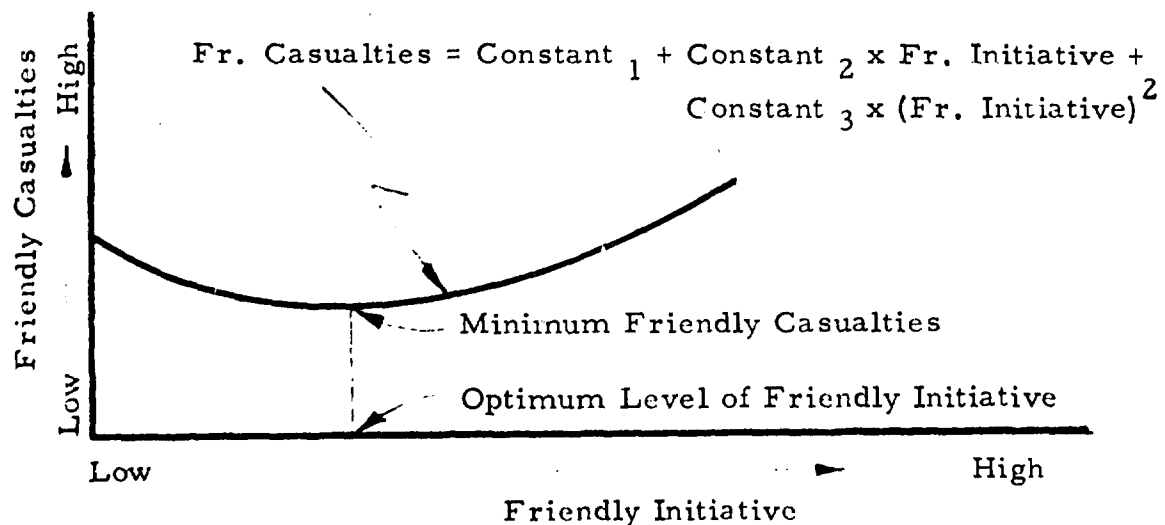 Fr. Casualties = Constant 1 + Constant 2 x Fr. Initiative +
Constant 3 x (Fr. Initiative) 2
Friendly Casualties
High
Low
Minimum Friendly Casualties
Optimum Level of Friendly Initiative
Low
High
Friendly Initiative